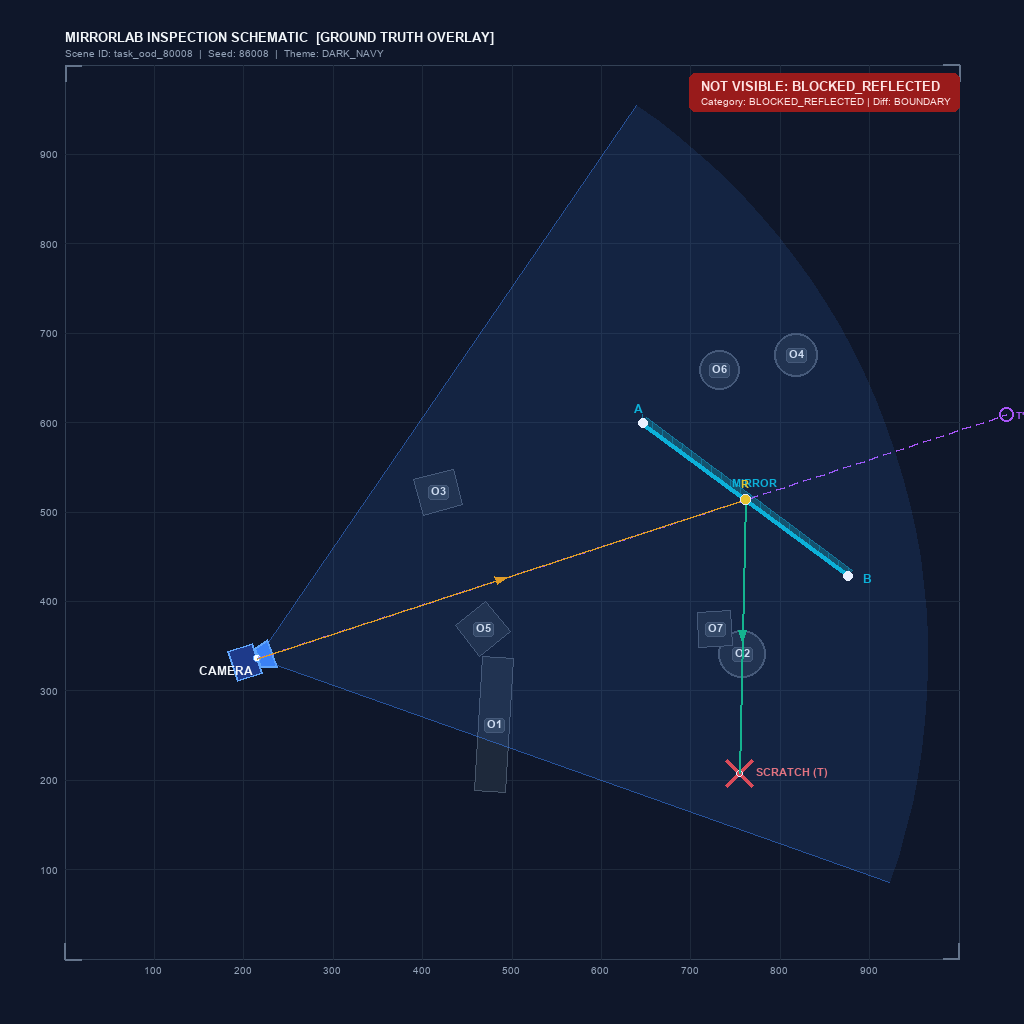 MIRRORLAB INSPECTION SCHEMATIC [GROUND TRUTH OVERLAY]
Scene ID: task_ood_80008 | Seed: 86008 | Theme: DARK_NAVY
NOT VISIBLE: BLOCKED_REFLECTED
Category: BLOCKED_REFLECTED | Diff: BOUNDARY
900
800
700
600
500
400
300
200
100
O4
O6
A
MIRROR
O3
B
O5
O7
O2
CAMERA
O1
SCRATCH (T)
100
200
300
400
500
600
700
800
900